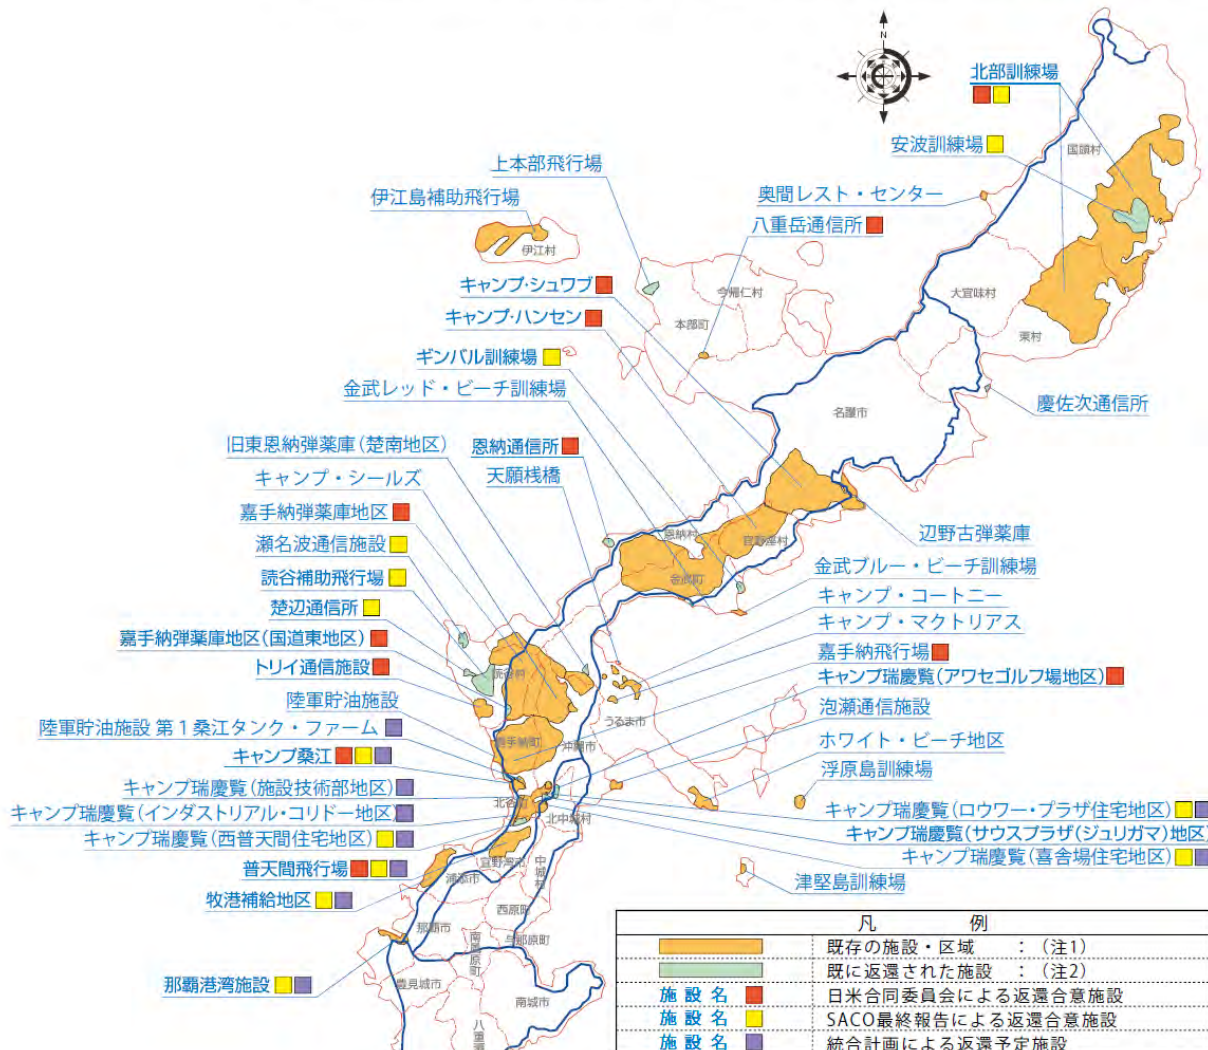 N
北部訓練場
国頭村
安波訓練場
上本部飛行場
奥間レスト・センター
伊江島補助飛行場
八重岳通信所
伊江村
キャンプ・シュワブ
今帰仁村
大宜味村
キャンプ・ハンセン
本部町
東村
ギンバル訓練場
金武レッド・ビーチ訓練場
慶佐次通信所
名護市
旧東恩納弾薬庫(楚南地区)
恩納通信所
キャンプ・シールズ
天願桟橋
嘉手納弾薬庫地区
辺野古弾薬庫
恩納村
宜野座村
瀬名波通信施設
金武ブルー・ビーチ訓練場
読谷補助飛行場
金武町
キャンプ・コートニー
楚辺通信所
キャンプ・マクトリアス
嘉手納弾薬庫地区(国道東地区)
嘉手納飛行場
トリイ通信施設
読谷村
キャンプ瑞慶覧(アワセゴルフ場地区)
陸軍貯油施設
泡瀬通信施設
うるま市
陸軍貯油施設 第1桑江タンク・ファーム
嘉手納町
沖縄市
ホワイト・ビーチ地区
キャンプ桑江
浮原島訓練場
キャンプ瑞慶覧(施設技術部地区)
北谷町
キャンプ瑞慶覧(インダストリアル・コリドー地区)
北中城村
キャンプ瑞慶覧(ロウワー・プラザ住宅地区)
キャンプ瑞慶覧(西普天間住宅地区)
キャンプ瑞慶覧(サウスプラザ(ジュリガマ)地区)
キャンプ瑞慶覧(喜舎場住宅地区)
普天間飛行場
宜野湾市
中城村
津堅島訓練場
浦添市
牧港補給地区
西原町
那覇市
与那原町
南風原町
那覇港湾施設
豊見城市
南城市
八重瀬
凡 例
既存の施設・区域 :(注1)
既に返還された施設 :(注2)
施設名 日米合同委員会による返還合意施設
施設名 SACO最終報告による返還合意施設
施設名 統合計画による返還予定施設